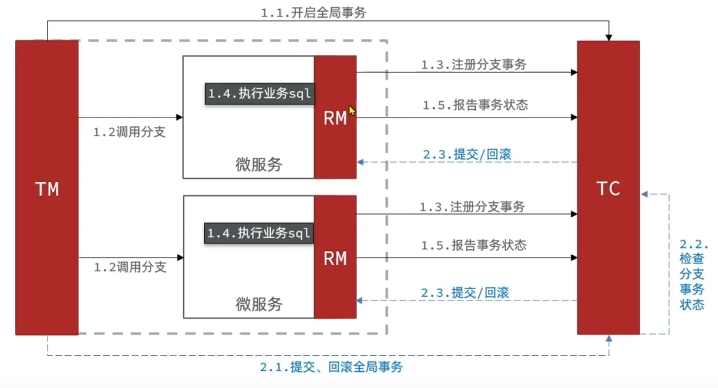 1.1.开启全局事务
TM
1.2调用分支
1.4.执行业务sql
RM
微服务
1.3.注册分支事务
1.5.报告事务状态
2.3.提交/回滚
TC
1.2调用分支
1.4.执行业务sql
RM
微服务
1.3.注册分支事务
1.5.报告事务状态
2.3.提交/回滚
2.2.
检查
分支
事务
状态
2.1.提交、回滚全局事务